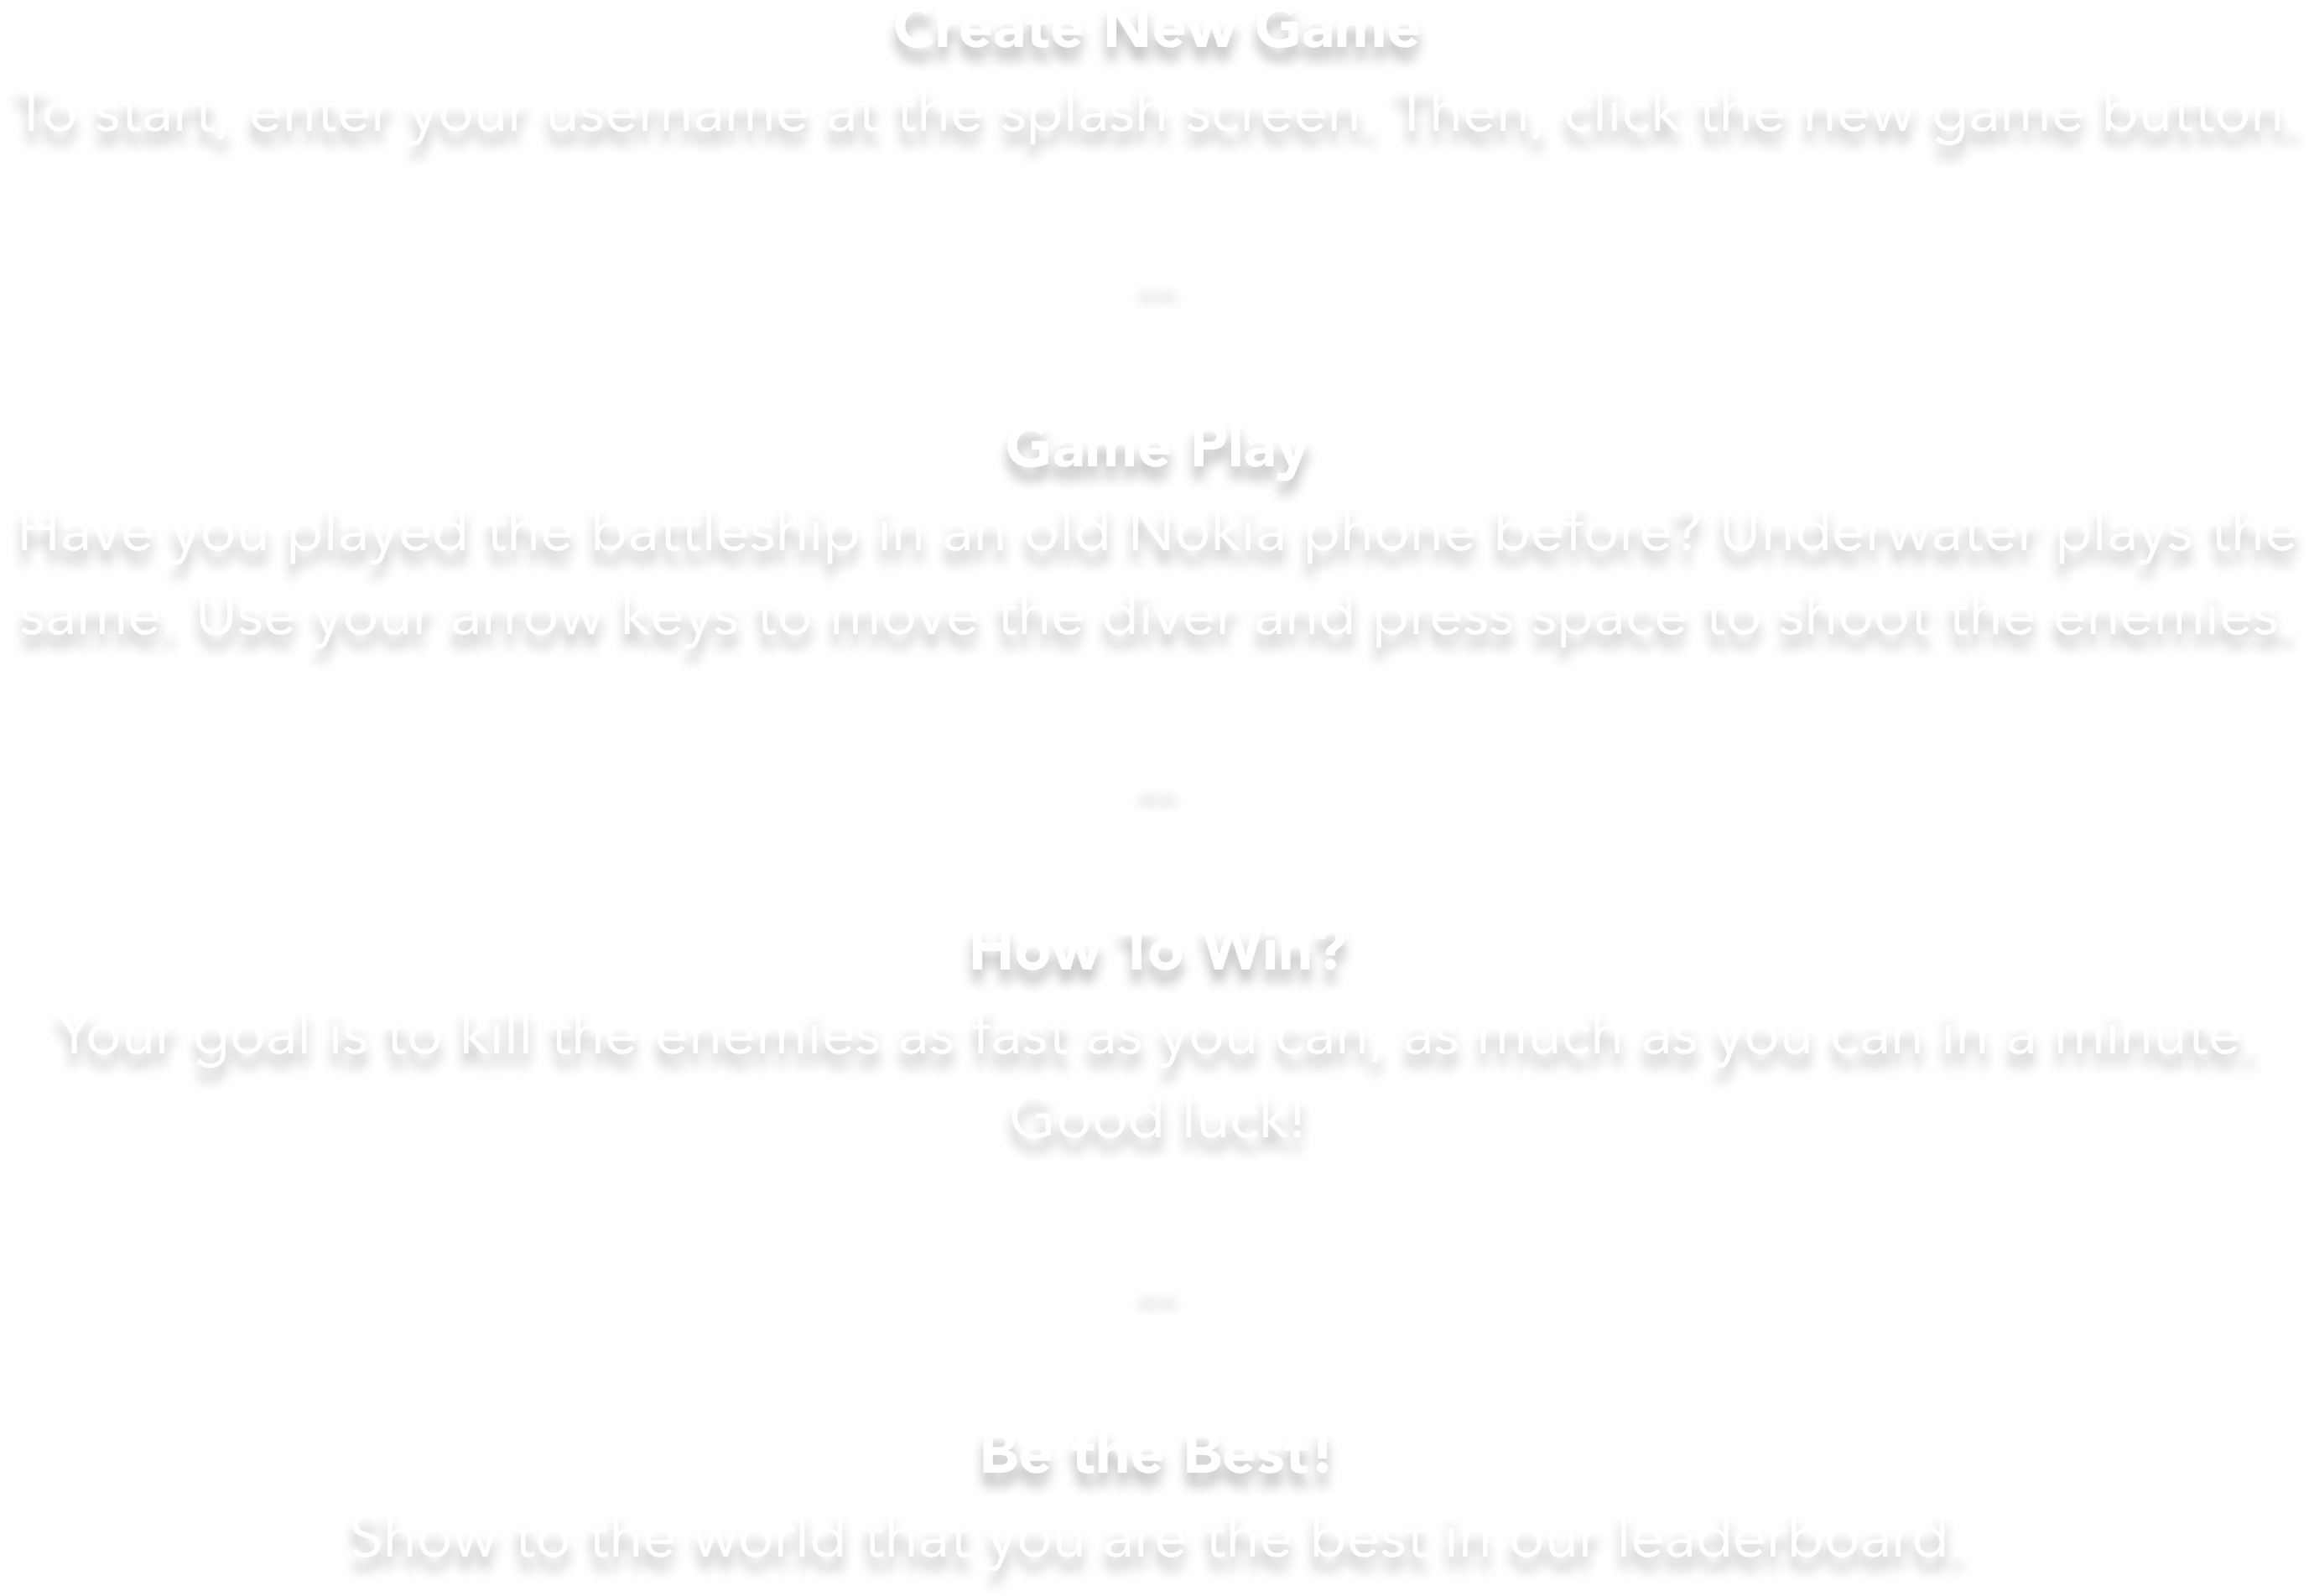 Create New Game
To start, enter your username at the splash screen. Then, click the new game button.
--
Game Play
Have you played the battleship in an old Nokia phone before? Underwater plays the
same. Use your arrow keys to move the diver and press space to shoot the enemies.
--
How To Win?
Your goal is to kill the enemies as fast as you can, as much as you can in a minute.
Good luck!
--
Be the Best!
Show to the world that you are the best in our leaderboard.